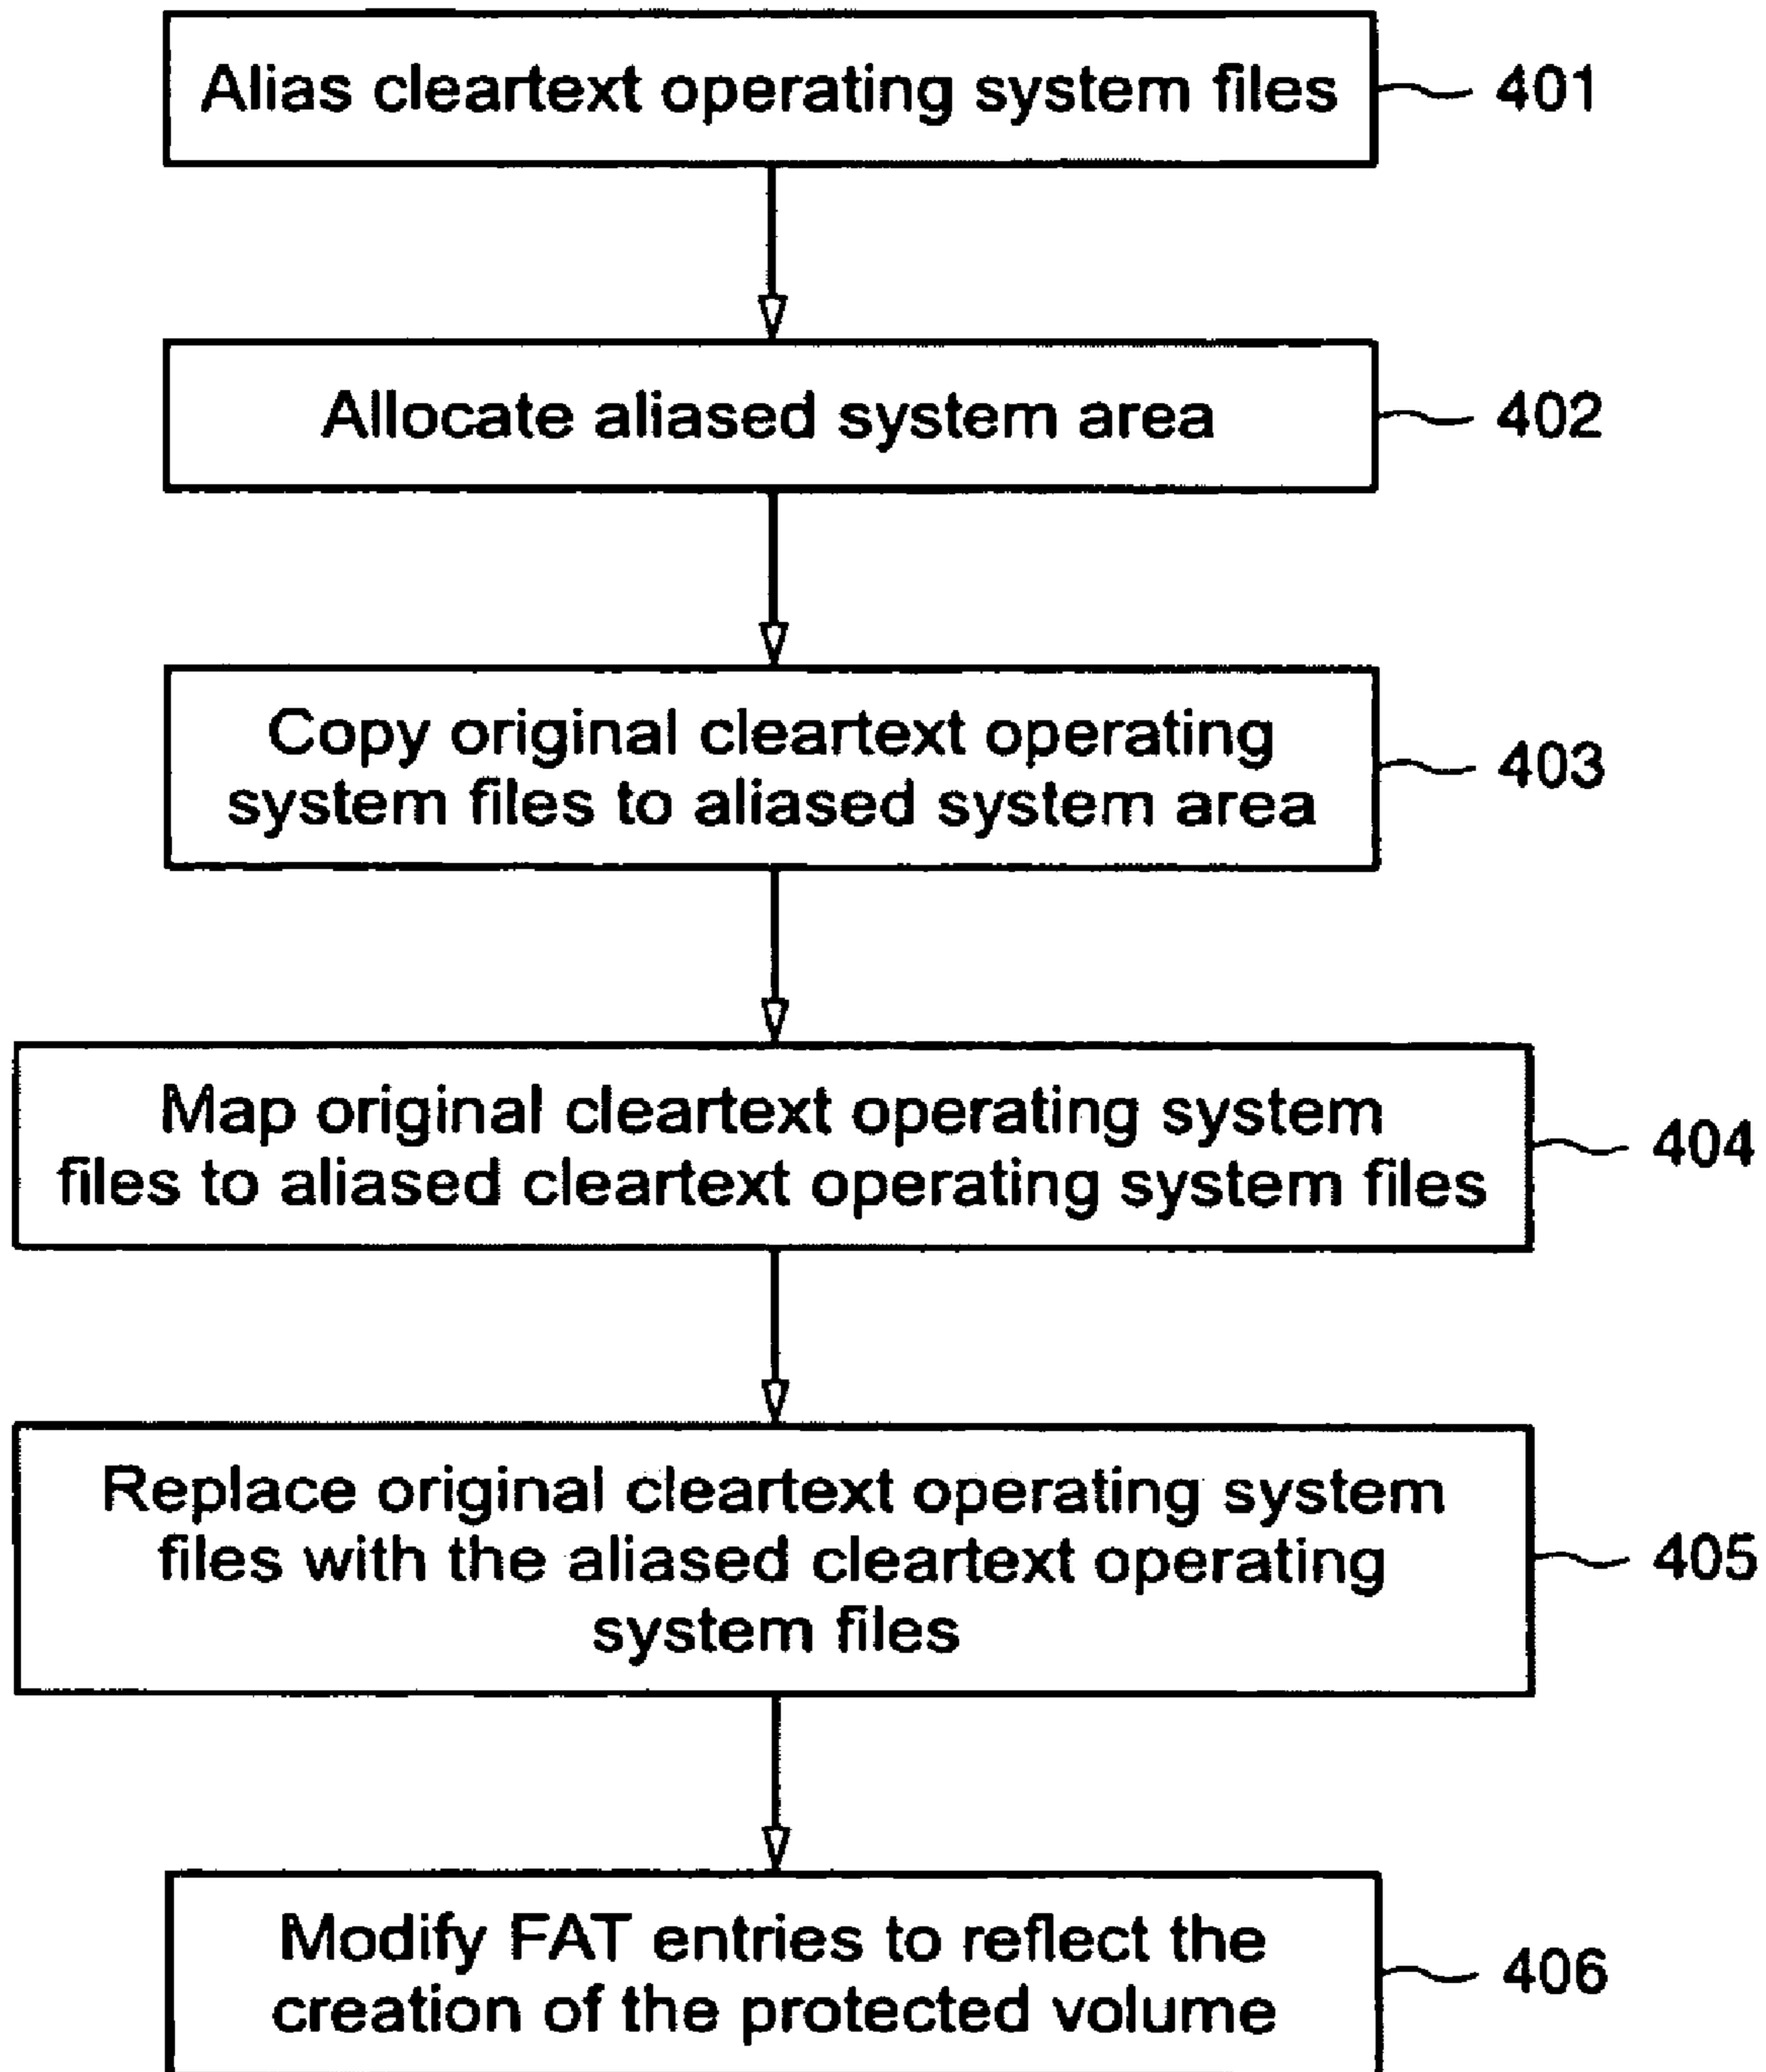 Alias cleartext operating system files
401
Allocate aliased system area
402
Copy original cleartext operating
system files to aliased system area
403
Map original cleartext operating system
files to aliased cleartext operating system files
404
Replace original cleartext operating system
files with the aliased cleartext operating
system files
405
Modify FAT entries to reflect the
creation of the protected volume
406